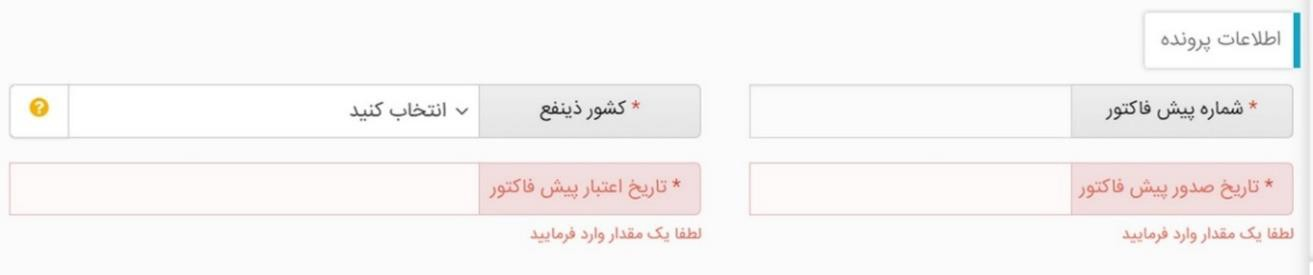 اطلاعات پرونده
* شماره پیش فاکتور
* کشور ذینفع
انتخاب کنید
* تاریخ صدور پیش فاکتور
* تاریخ اعتبار پیش فاکتور
لطفا یک مقدار وارد فرمایید
لطفا یک مقدار وارد فرمایید